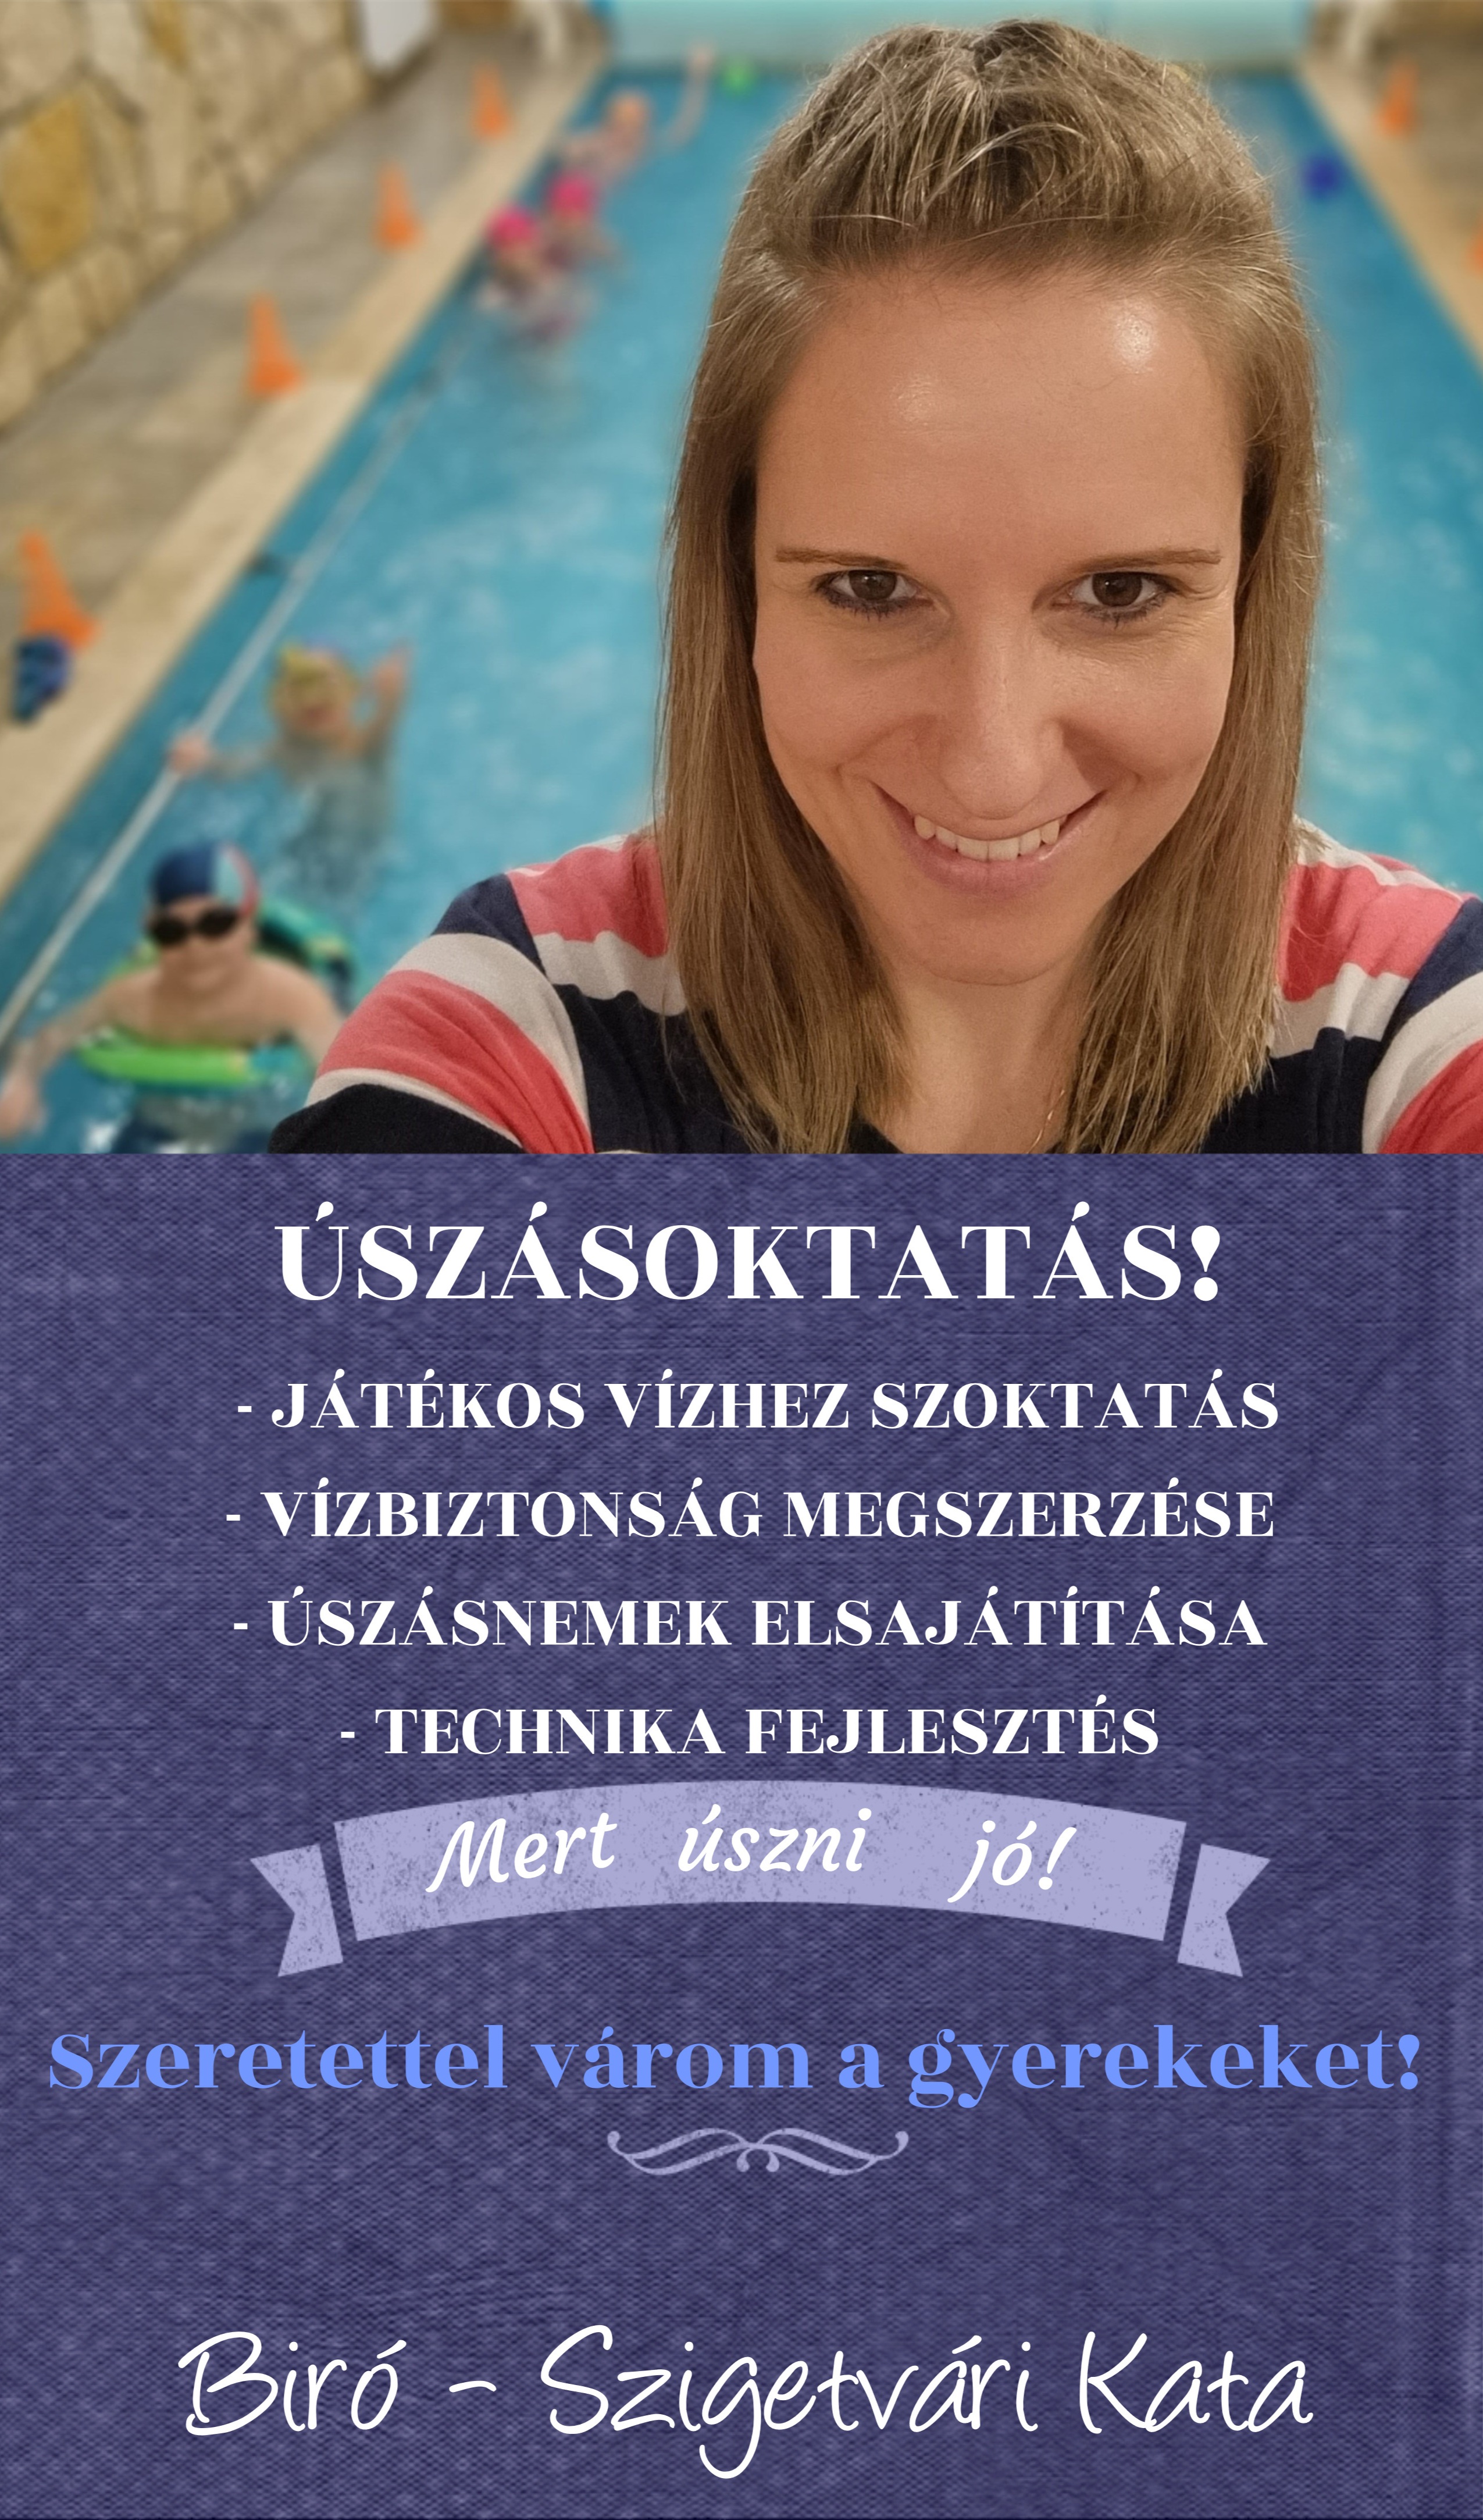 ÚSZÁSOKTATÁS!
- JÁTÉKOS VÍZHEZ SZOKTATÁS
- VÍZBIZTONSÁG MEGSZERZÉSE
- ÚSZÁSNEMEK ELSAJÁTÍTÁSA
- TECHNIKA FEJLESZTÉS
Mert úszni jó!
Szeretettel várom a gyerekeket!
Biró - Szigetvári Kata